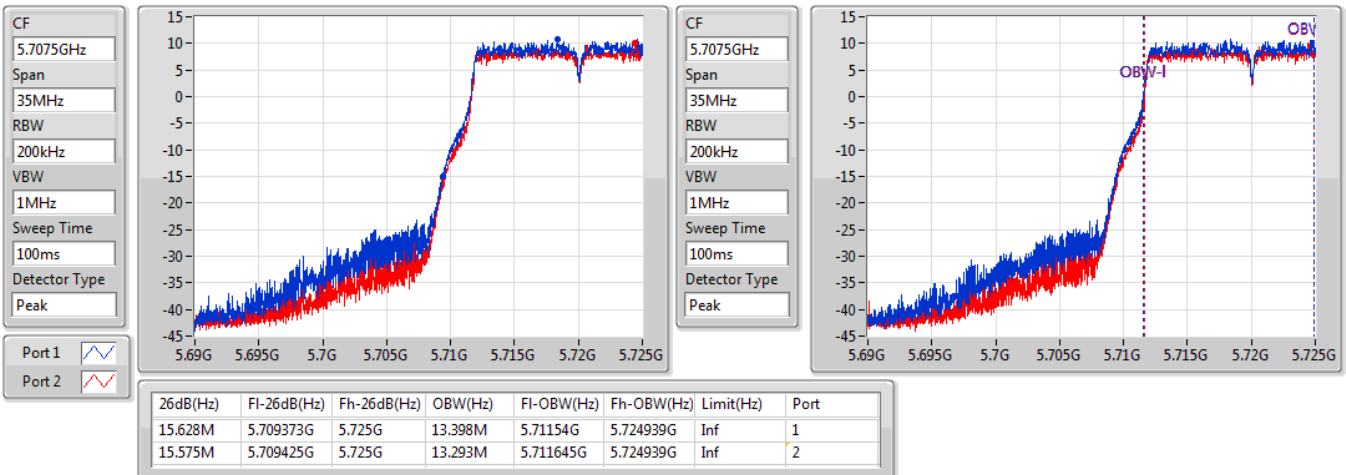 CF
5.7075GHz
Span
35MHz
RBW
200kHz
VBW
1MHz
Sweep Time
100ms
Detector Type
Peak
Port 1
Port 2
15
10
5
0
-5
-10
-15
-20
-25
-30
-35
-40
-45
5.69G 5.695G 5.7G 5.705G 5.71G 5.715G 5.72G 5.725G
CF
5.7075GHz
Span
35MHz
RBW
200kHz
VBW
1MHz
Sweep Time
100ms
Detector Type
Peak
15
10
5
0
-5
-10
-15
-20
-25
-30
-35
-40
-45
OBW-l
OBV
5.69G 5.695G 5.7G 5.705G 5.71G 5.715G 5.72G 5.725G
26dB(Hz) Fl-26dB(Hz) Fh-26dB(Hz) OBW(Hz) Fl-OBW(Hz) Fh-OBW(Hz) Limit(Hz) Port
15.628M 5.709373G 5.725G 13.398M 5.71154G 5.724939G Inf 1
15.575M 5.709425G 5.725G 13.293M 5.711645G 5.724939G Inf 2